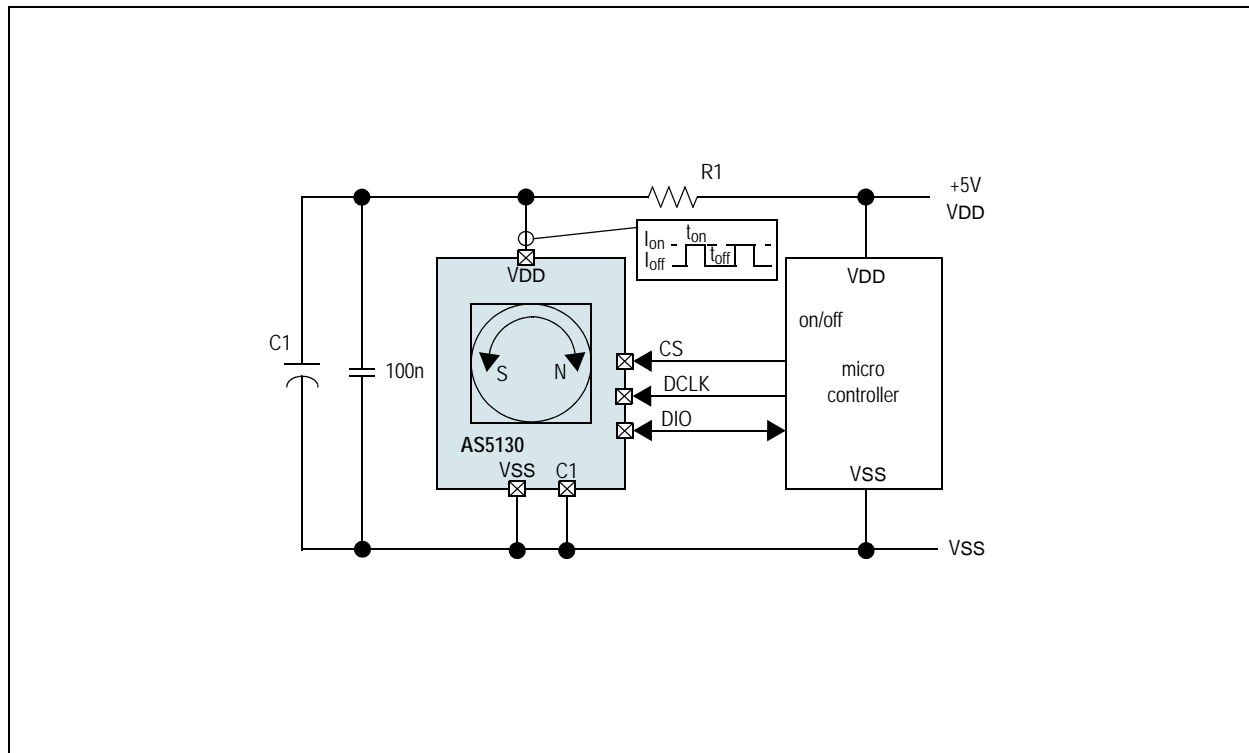 R1
+5V
VDD
Ion
ton
Ioff
toff
VDD
VDD
on/off
C1
100n
S
N
CS
DCLK
DIO
micro
controller
AS5130
VSS
C1
VSS
VSS